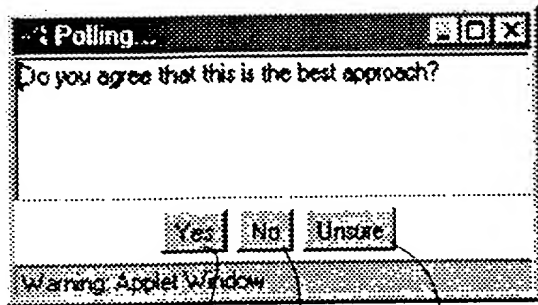 Polling...
Do you agree that this is the best approach?
Yes No Unsure
Warning: Applet Window